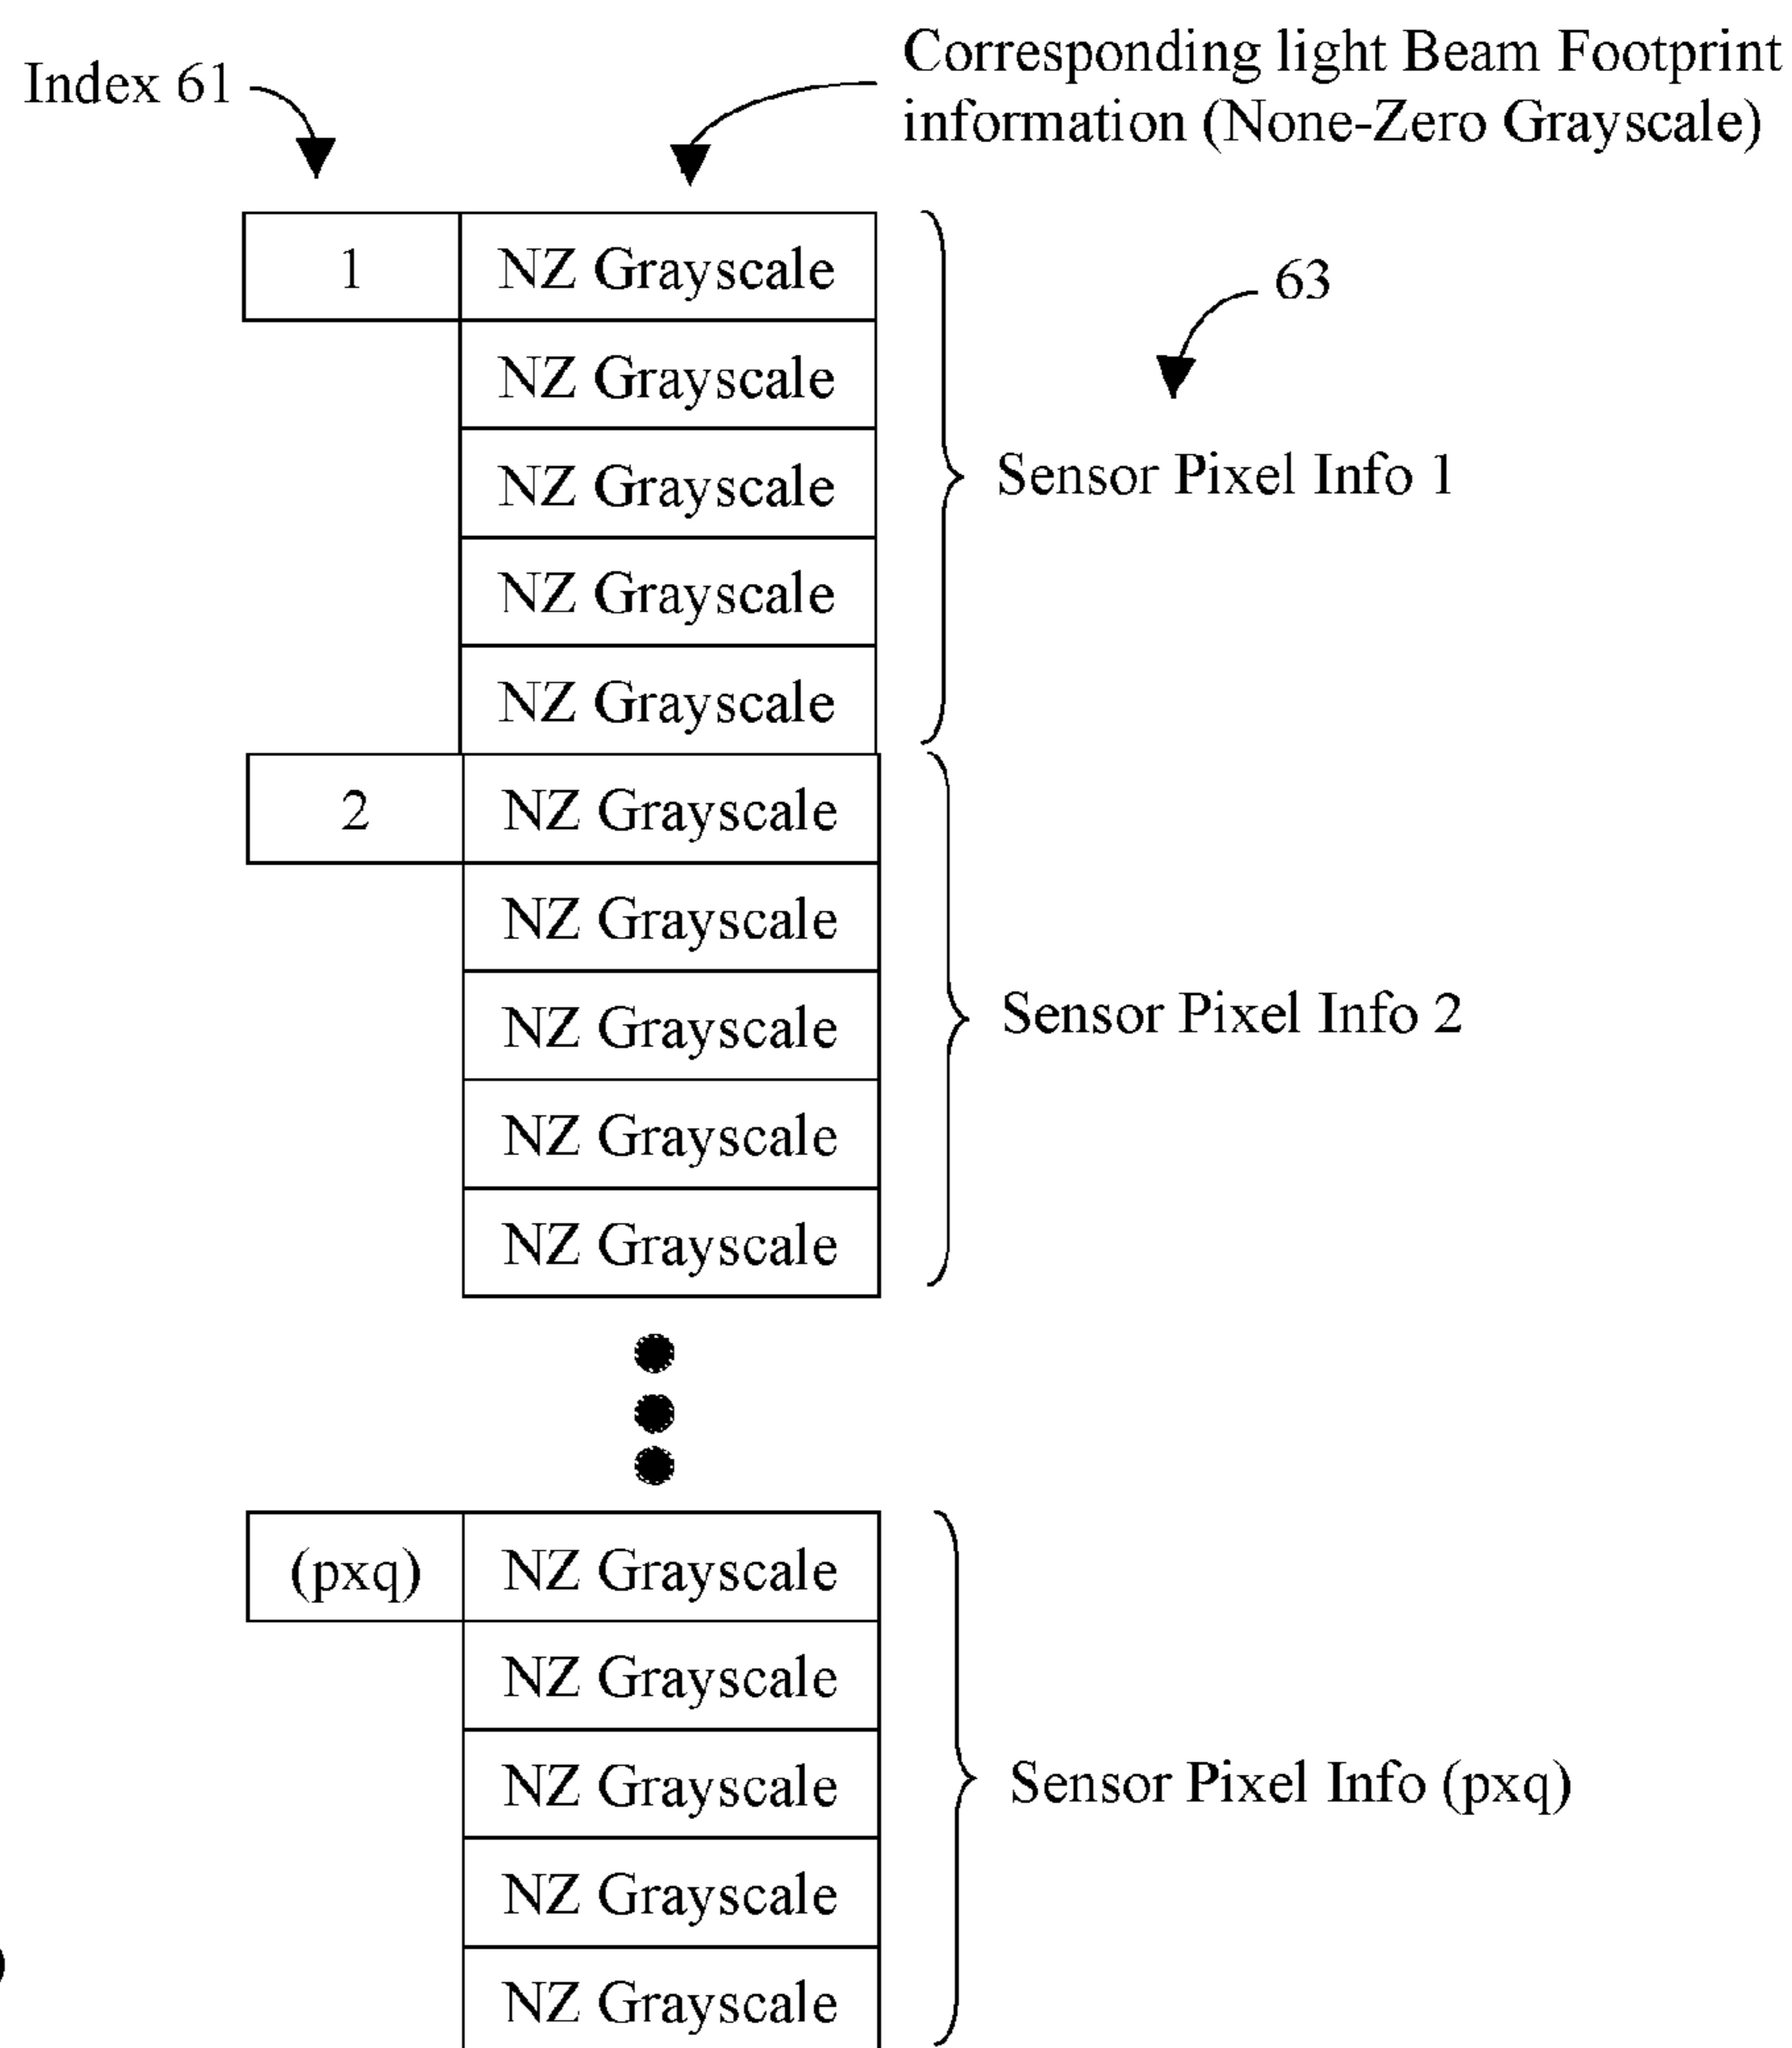 Index 61
Corresponding light Beam Footprint
information (None-Zero Grayscale)
1
NZ Grayscale
63
NZ Grayscale
NZ Grayscale
Sensor Pixel Info 1
NZ Grayscale
NZ Grayscale
2
NZ Grayscale
NZ Grayscale
NZ Grayscale
Sensor Pixel Info 2
NZ Grayscale
NZ Grayscale
(pxq)
NZ Grayscale
NZ Grayscale
NZ Grayscale
Sensor Pixel Info (pxq)
NZ Grayscale
NZ Grayscale